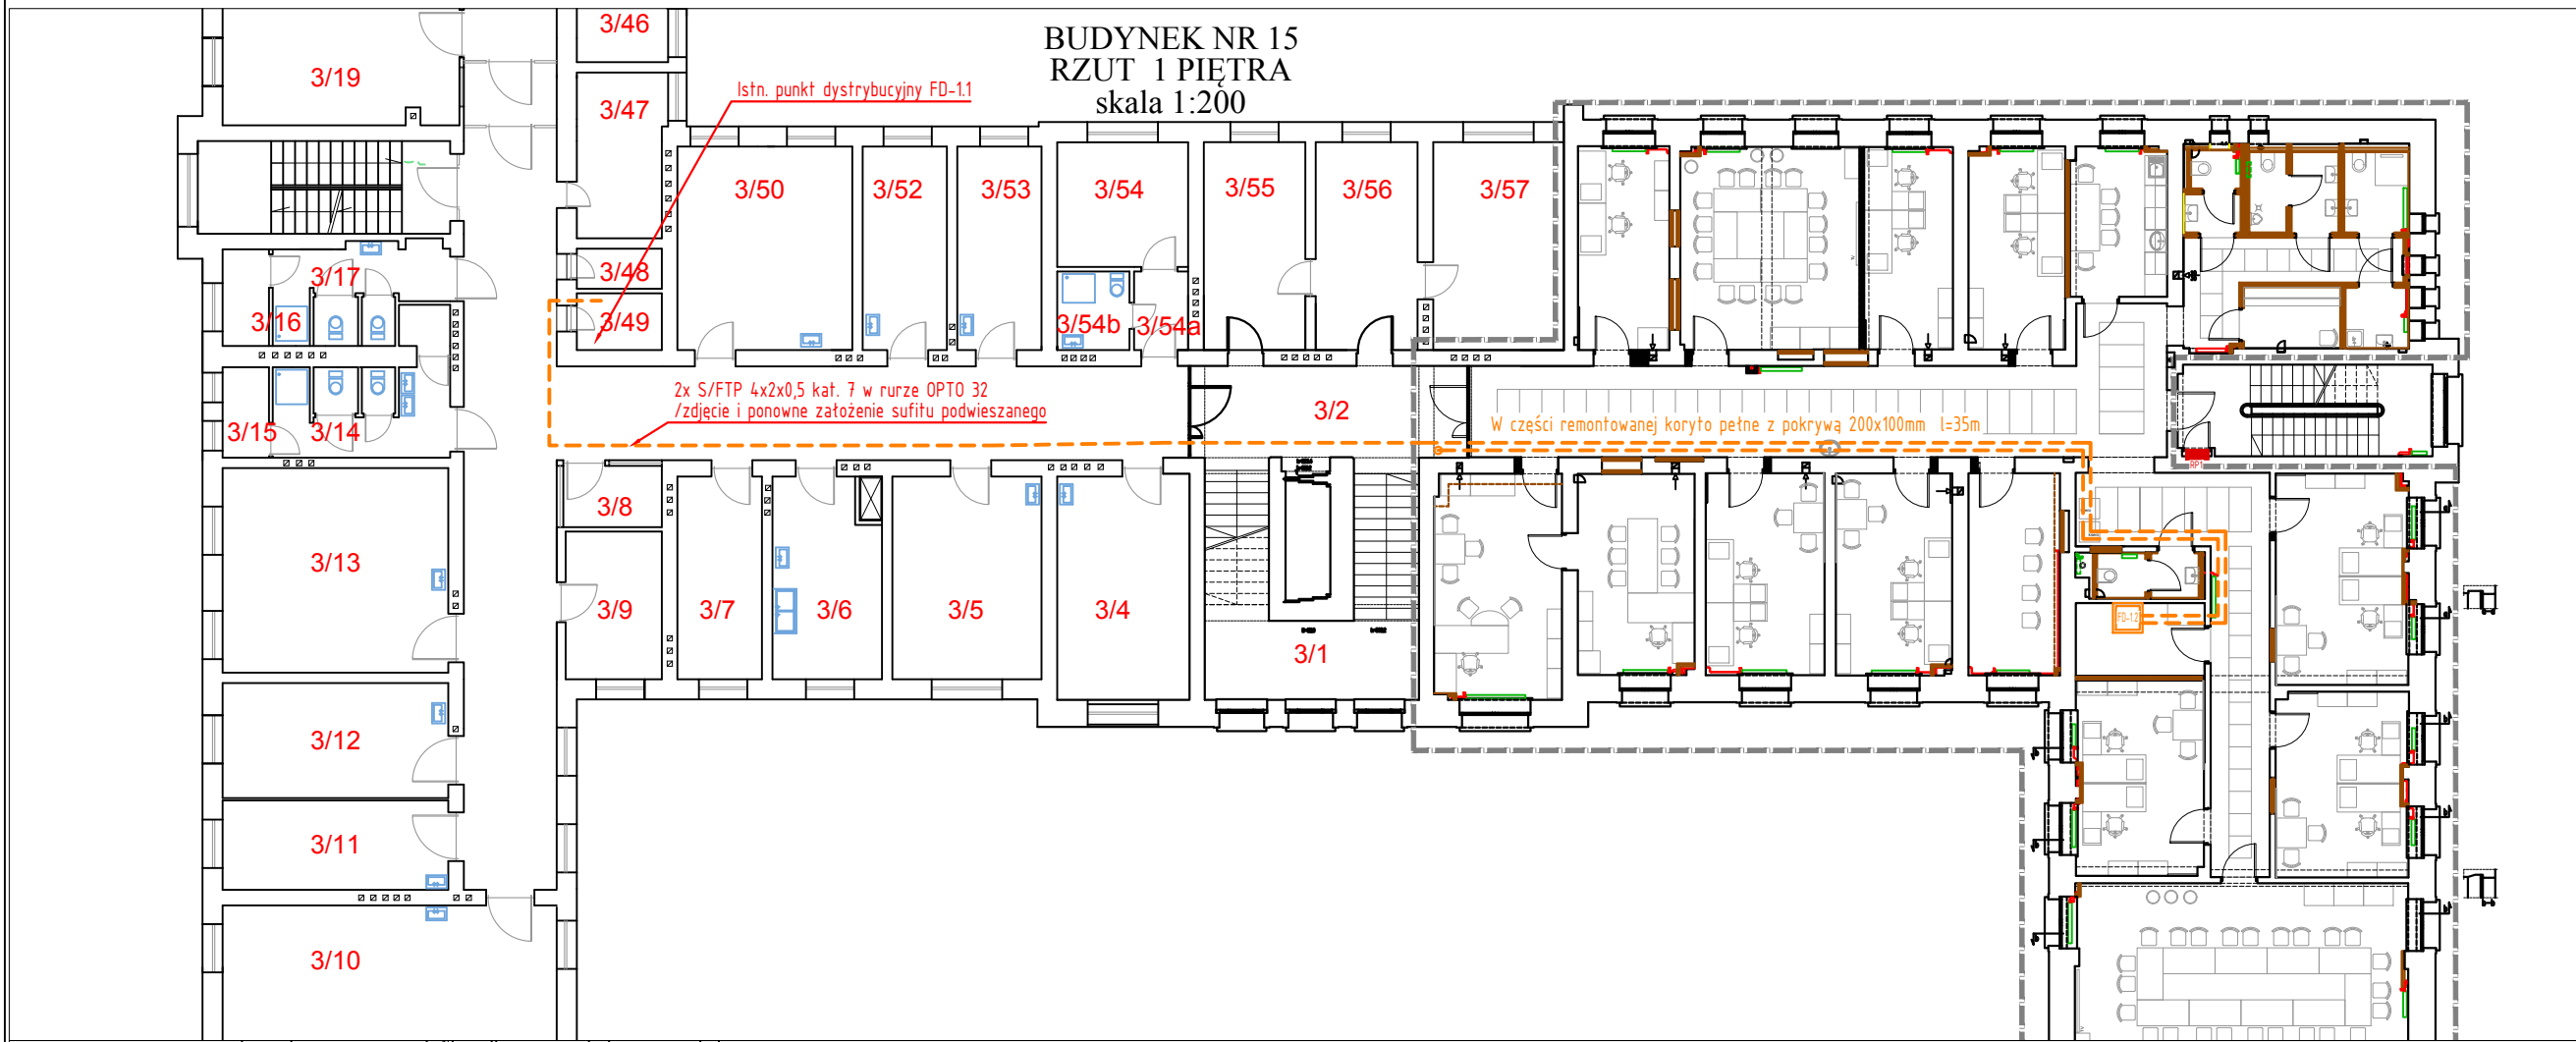 BUDYNEK NR 15
RZUT 1 PIĘTRA
skala 1:200
3/46
3/19
3/47
Istn. punkt dystrybucyjny FD-1.1
3/50
3/52
3/53
3/54
3/55
3/56
3/57
3/48
3/17
3/16
3/49
3/54b
3/54a
2x S/FTP 4x2x0,5 kat. 7 w rurze OPTO 32
/zdjęcie i ponowne założenie sufitu podwieszanego
3/2
W części remontowanej koryto pełne z pokrywą 200x100mm l=35m
3/15
3/14
RP1
3/8
3/13
3/9
3/7
3/6
3/5
3/4
FD-1.2
3/1
3/12
3/11
3/10